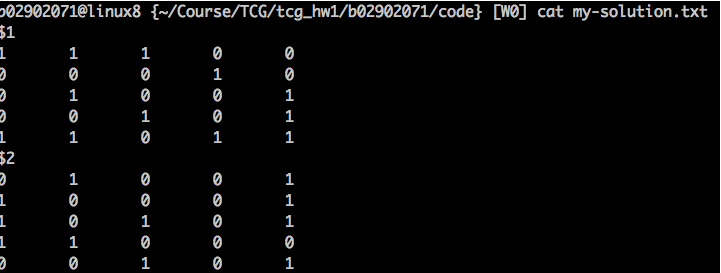 b02902071@linux8 {~/Course/TCG/tcg_hw1/b02902071/code} [W0] cat my-solution.txt
$1
1 1 1 0 0
0 0 0 1 0
0 1 0 0 1
0 0 1 0 1
1 1 0 1 1
$2
0 1 0 0 1
1 0 0 0 1
1 0 1 0 1
1 1 0 0 0
0 0 1 0 1